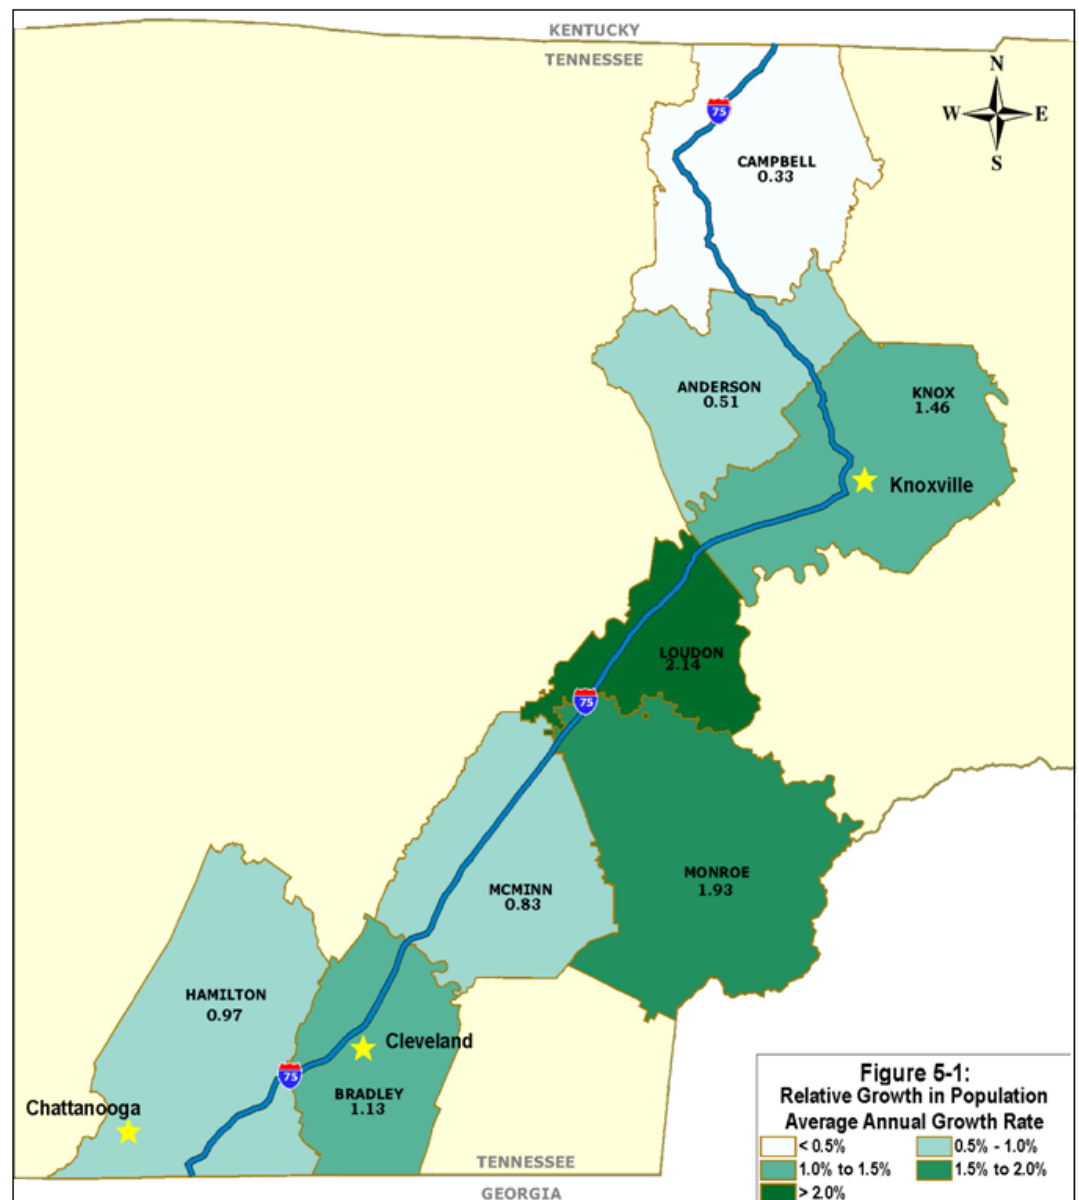 KENTUCKY
TENNESSEE
N
W E
S
75
CAMPBELL
0.33
ANDERSON
0.51
KNOX
1.46
Knoxville
LOUDON
2.14
75
MONROE
1.93
MCMINN
0.83
HAMILTON
0.97
Cleveland
75
BRADLEY
1.13
Chattanooga
TENNESSEE
GEORGIA
Figure 5-1:
Relative Growth in Population
Average Annual Growth Rate
< 0.5% 0.5% - 1.0%
1.0% to 1.5% 1.5% to 2.0%
> 2.0%